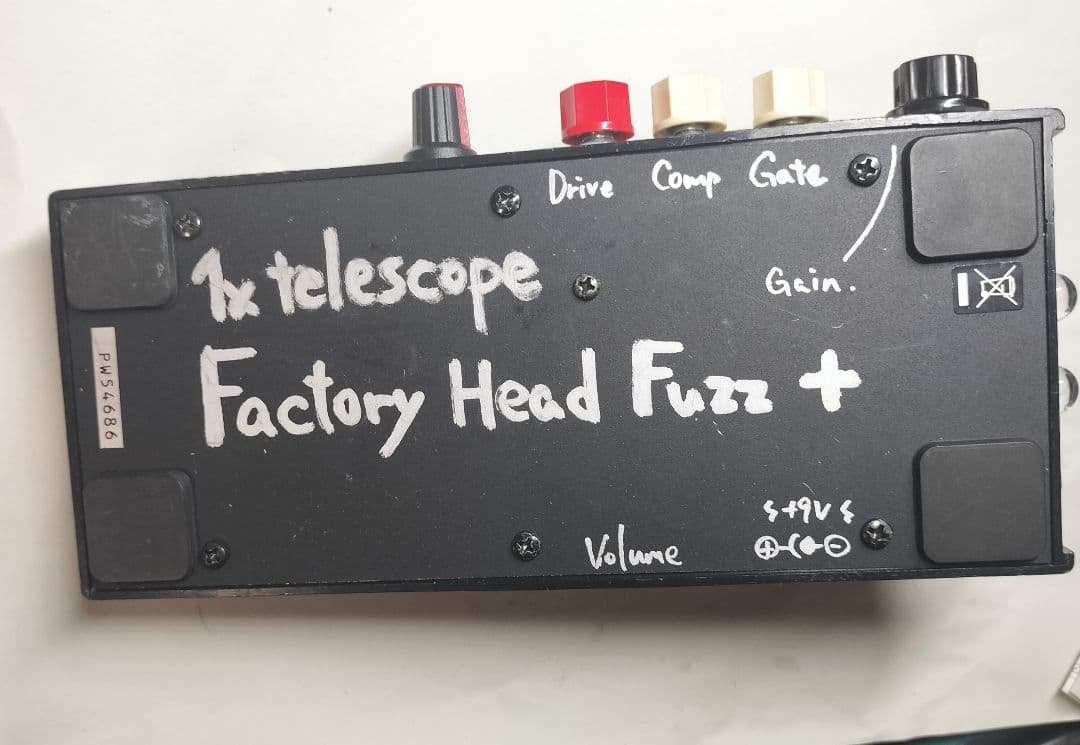 Drive Comp Gate
1x telescope
Gain.
Factory Head Fuzz +
PW54686
+9V
Volume